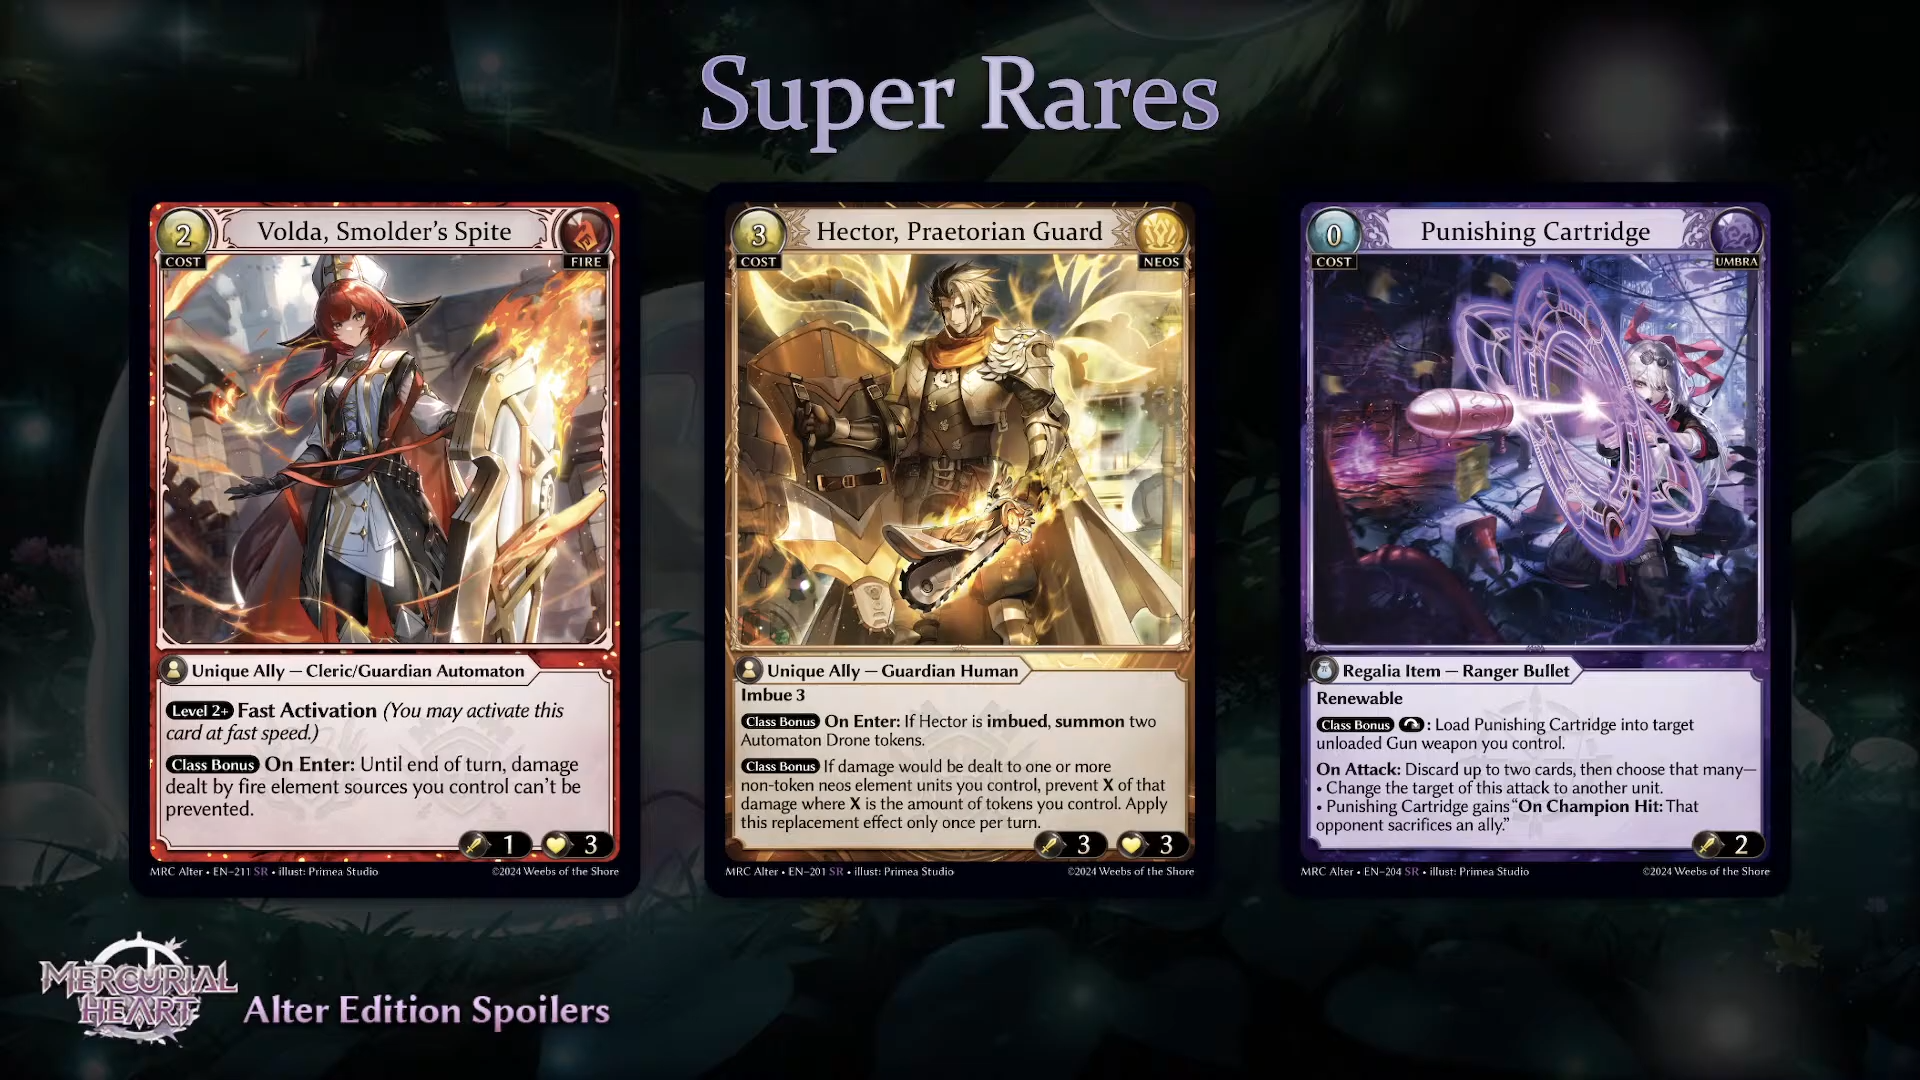 Super Rares
2
COST
Volda, Smolder's Spite
FIRE
Unique Ally — Cleric/Guardian Automaton
Level 2+ Fast Activation (You may activate this
card at fast speed.)
Class Bonus On Enter: Until end of turn, damage
dealt by fire element sources you control can't be
prevented.
1 3
MRC Alter • EN-211 SR • illust: Primea Studio ©2024 Weebs of the Shore
3
COST
Hector, Praetorian Guard
NEOS
Unique Ally — Guardian Human
Imbue 3
Class Bonus On Enter: If Hector is imbued, summon two
Automaton Drone tokens.
Class Bonus If damage would be dealt to one or more
non-token neos element units you control, prevent X of that
damage where X is the amount of tokens you control. Apply
this replacement effect only once per turn.
3 3
MRC Alter • EN-201 SR • illust: Primea Studio ©2024 Weebs of the Shore
0
COST
Punishing Cartridge
UMBRA
Regalia Item — Ranger Bullet
Renewable
Class Bonus : Load Punishing Cartridge into target
unloaded Gun weapon you control.
On Attack: Discard up to two cards, then choose that many—
• Change the target of this attack to another unit.
• Punishing Cartridge gains "On Champion Hit: That
opponent sacrifices an ally."
2
MRC Alter • EN-204 SR • illust: Primea Studio ©2024 Weebs of the Shore
MERCURIAL
HEART
Alter Edition Spoilers